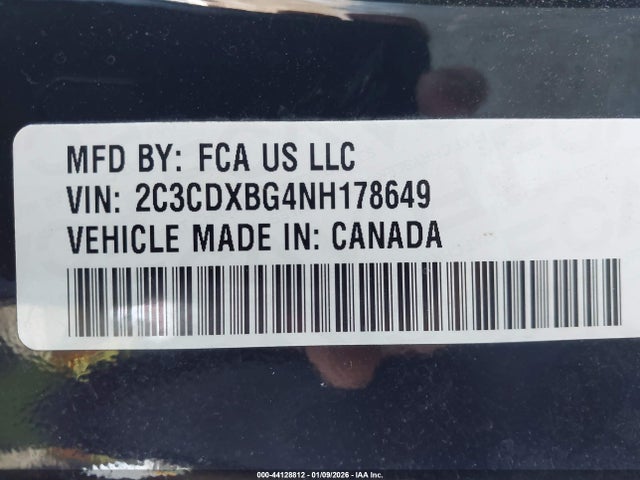 MFD BY: FCA US LLC
VIN: 2C3CDXBG4NH178649
VEHICLE MADE IN: CANADA
000-44128812 - 01/09/2026 - IAA Inc.